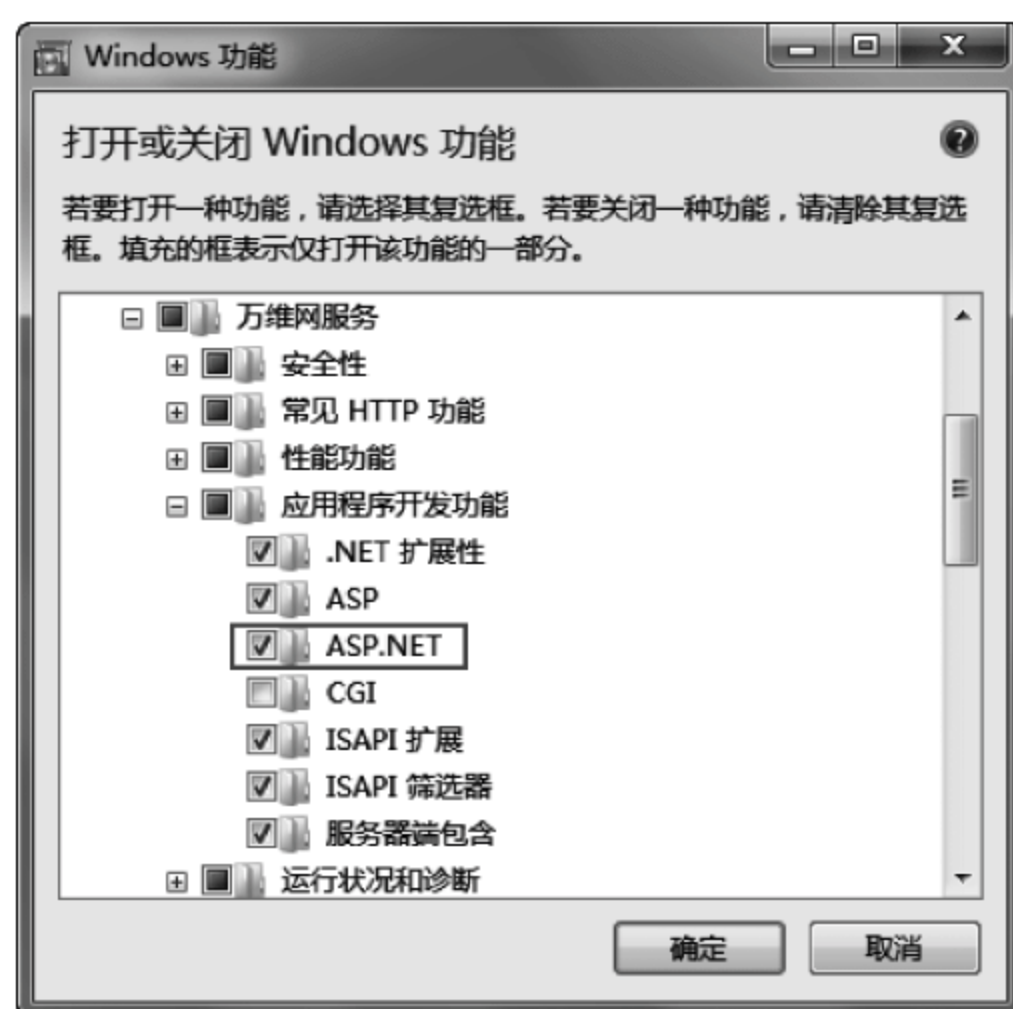 Windows 功能
打开或关闭 Windows 功能
若要打开一种功能，请选择其复选框。若要关闭一种功能，请清除其复选
框。填充的框表示仅打开该功能的一部分。
万维网服务
安全性
常见 HTTP 功能
性能功能
应用程序开发功能
.NET 扩展性
ASP
ASP.NET
CGI
ISAPI 扩展
ISAPI 筛选器
服务器端包含
运行状况和诊断
确定 取消